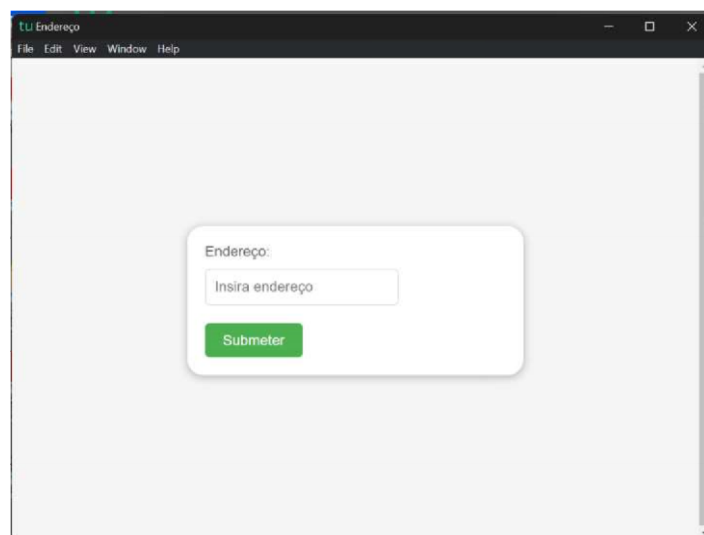 tu Endereço
File Edit View Window Help
Endereço:
Insira endereço
Submeter